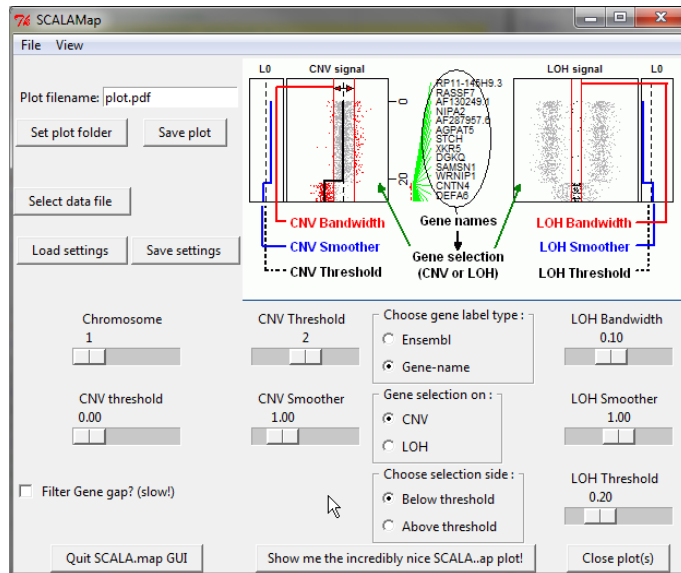 SCALAMap
File View
L0 CNV signal LOH signal L0
Plot filename: plot.pdf
Set plot folder Save plot
0
20
RP11-145H9.3
RASSF7
AF130249.1
NIPA2
AF287957.6
AGPAT5
STCH
XKR5
DGKQ
SAMSN1
WRNIP1
CNTN4
DEFA6
Select data file
CNV Bandwidth Gene names LOH Bandwidth
CNV Smoother LOH Smoother
Gene selection
(CNV or LOH)
CNV Threshold LOH Threshold
Load settings Save settings
Chromosome
1
CNV Threshold
2
Choose gene label type :
Ensembl
Gene-name
LOH Bandwidth
0.10
CNV threshold
0.00
CNV Smoother
1.00
Gene selection on :
CNV
LOH
LOH Smoother
1.00
Filter Gene gap? (slow!)
Choose selection side :
Below threshold
Above threshold
LOH Threshold
0.20
Quit SCALA.map GUI Show me the incredibly nice SCALA..ap plot! Close plot(s)